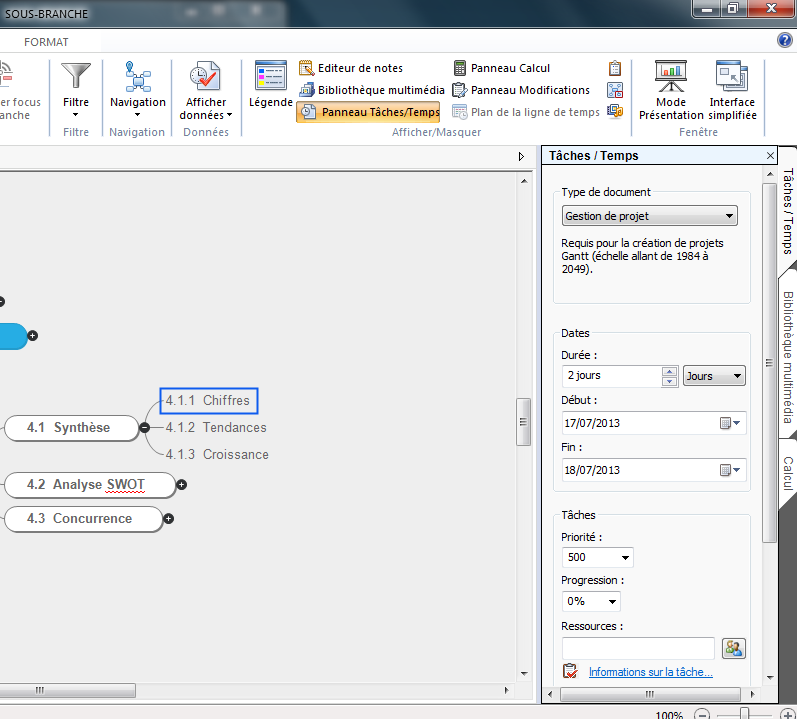 SOUS-BRANCHE
FORMAT
er focus
anche
Filtre
Filtre
Navigation
Navigation
Afficher
données
Données
Légende
Editeur de notes
Bibliothèque multimédia
Panneau Tâches/Temps
Panneau Calcul
Panneau Modifications
Plan de la ligne de temps
Afficher/Masquer
Mode
Présentation
Interface
simplifiée
Fenêtre
Tâches / Temps
Type de document
Gestion de projet
Requis pour la création de projets
Gantt (échelle allant de 1984 à
2049).
Dates
Durée :
2 jours
Jours
Début :
17/07/2013
Fin :
18/07/2013
Tâches
Priorité :
500
Progression :
0%
Ressources :
Informations sur la tâche...
Tâches / Temps
Bibliothèque multimédia
Calcul
4.1 Synthèse
4.1.1 Chiffres
4.1.2 Tendances
4.1.3 Croissance
4.2 Analyse SWOT
4.3 Concurrence
100%